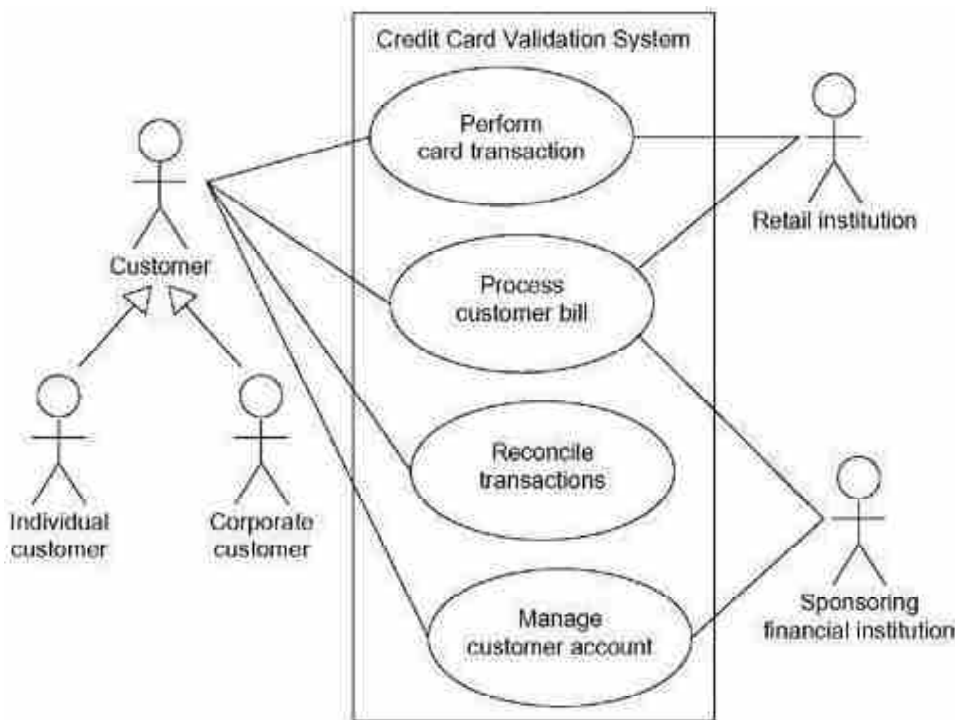 Credit Card Validation System
Perform
card transaction
Retail institution
Customer
Process
customer bill
Reconcile
transactions
Individual
customer
Corporate
customer
Manage
customer account
Sponsoring
financial institution